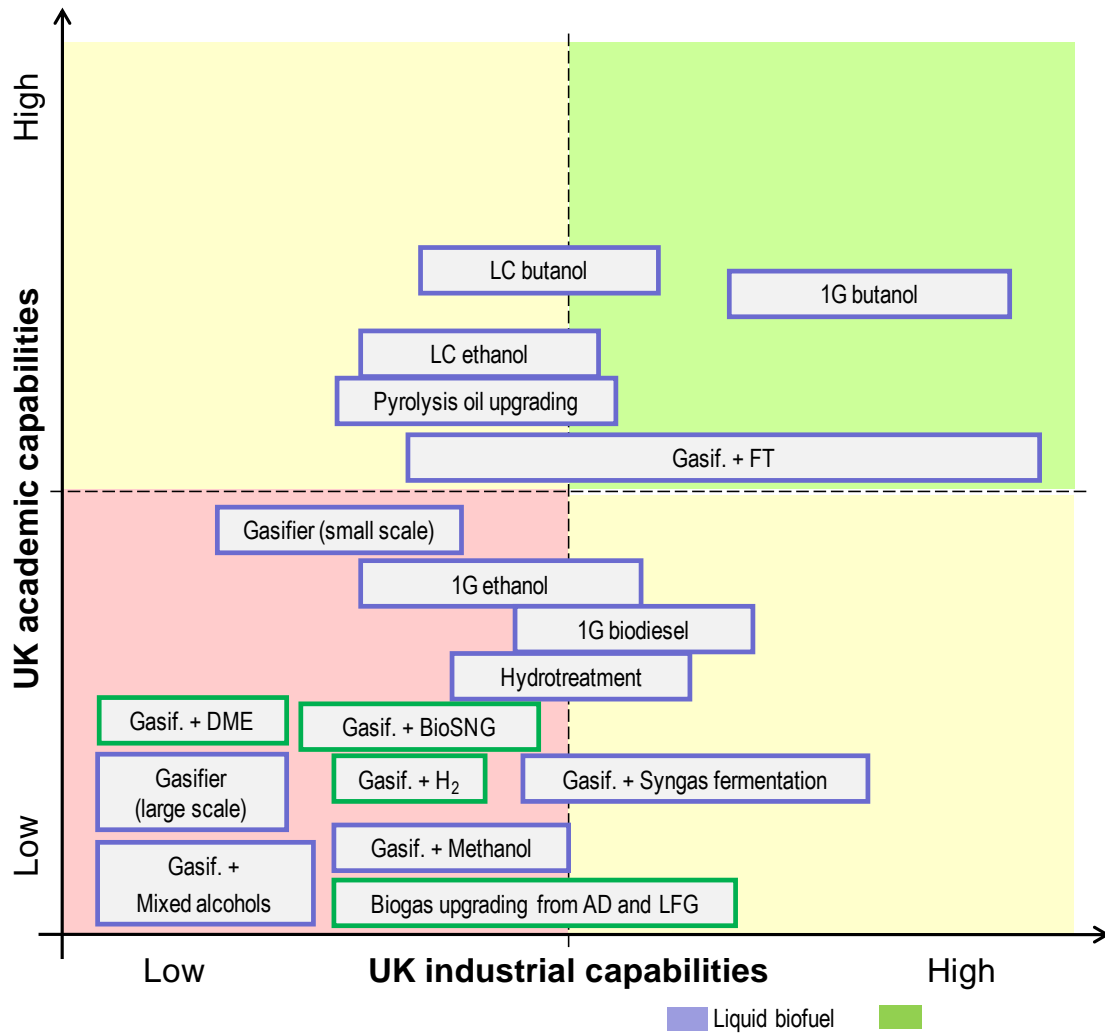 High
UK academic capabilities
Low
LC butanol
1G butanol
LC ethanol
Pyrolysis oil upgrading
Gasif. + FT
Gasifier (small scale)
1G ethanol
1G biodiesel
Hydrotreatment
Gasif. + DME
Gasif. + BioSNG
Gasifier
(large scale)
Gasif. + H₂
Gasif. + Syngas fermentation
Gasif. + Methanol
Gasif. +
Mixed alcohols
Biogas upgrading from AD and LFG
Low
UK industrial capabilities
High
Liquid biofuel